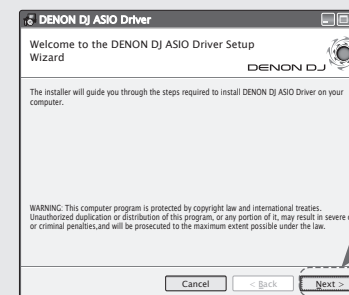 DENON DJ ASIO Driver
Welcome to the DENON DJ ASIO Driver Setup
Wizard
DENON DJ
The installer will guide you through the steps required to install DENON DJ ASIO Driver on your
computer.
WARNING: This computer program is protected by copyright law and international treaties.
Unauthorized duplication or distribution of this program, or any portion of it, may result in severe
or criminal penalties,and will be prosecuted to the maximum extent possible under the law.
Cancel < Back Next >